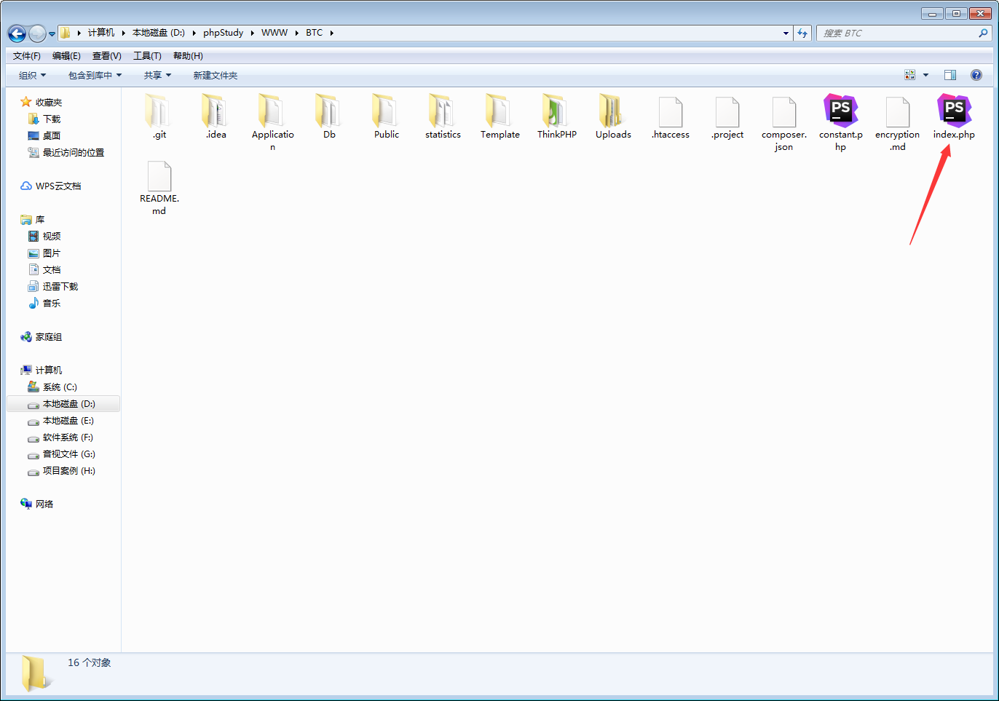 计算机 本地磁盘 (D:) phpStudy WWW BTC
搜索 BTC
文件(F) 编辑(E) 查看(V) 工具(T) 帮助(H)
组织 包含到库中 共享 新建文件夹
收藏夹
下载
桌面
最近访问的位置
WPS云文档
库
视频
图片
文档
迅雷下载
音乐
家庭组
计算机
系统 (C:)
本地磁盘 (D:)
本地磁盘 (E:)
软件系统 (F:)
音视文件 (G:)
项目案例 (H:)
网络
.git
.idea
Applicatio
n
Db
Public
statistics
Template
ThinkPHP
Uploads
.htaccess
.project
composer.
json
PS
constant.p
hp
encryption
.md
PS
index.php
README.
md
16 个对象